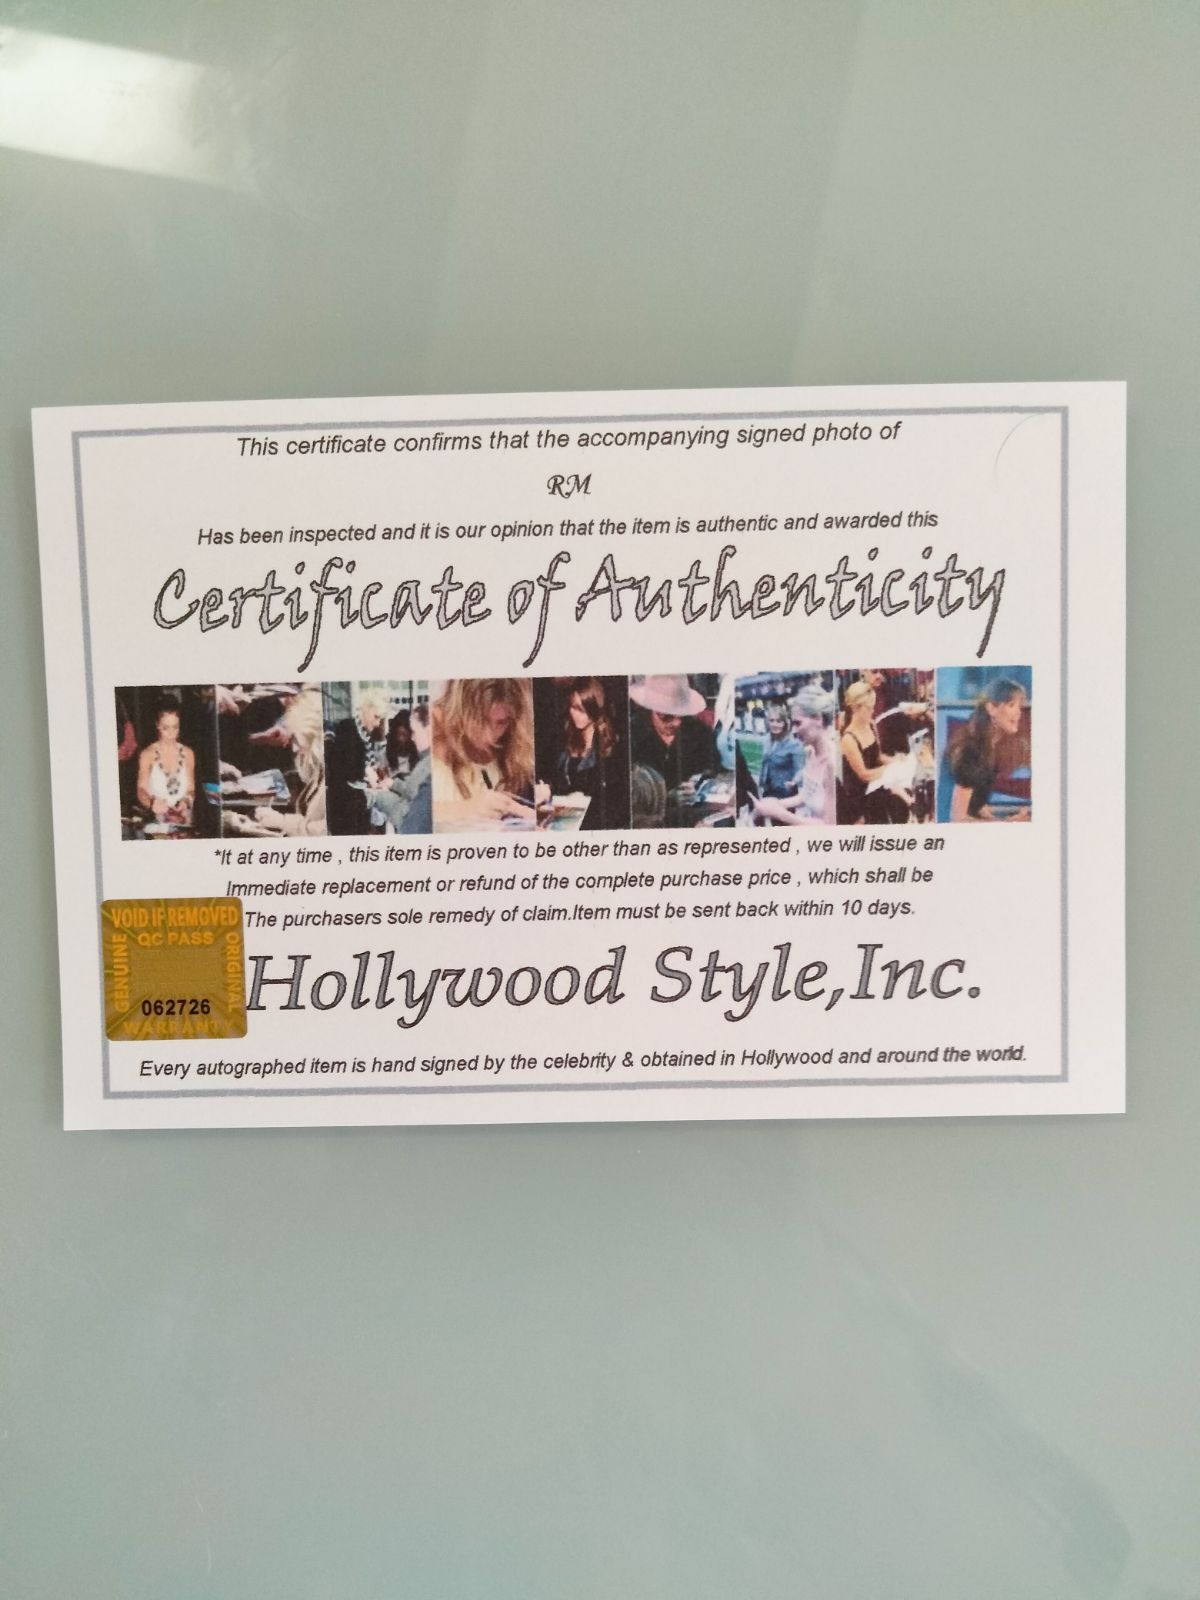 This certificate confirms that the accompanying signed photo of
RM
Has been inspected and it is our opinion that the item is authentic and awarded this
Certificate of Authenticity
*It at any time , this item is proven to be other than as represented , we will issue an
Immediate replacement or refund of the complete purchase price , which shall be
The purchasers sole remedy of claim.Item must be sent back within 10 days.
VOID IF REMOVED
QC PASS
GENUINE
ORIGINAL
062726
WARRANTY
Hollywood Style,Inc.
Every autographed item is hand signed by the celebrity & obtained in Hollywood and around the world.